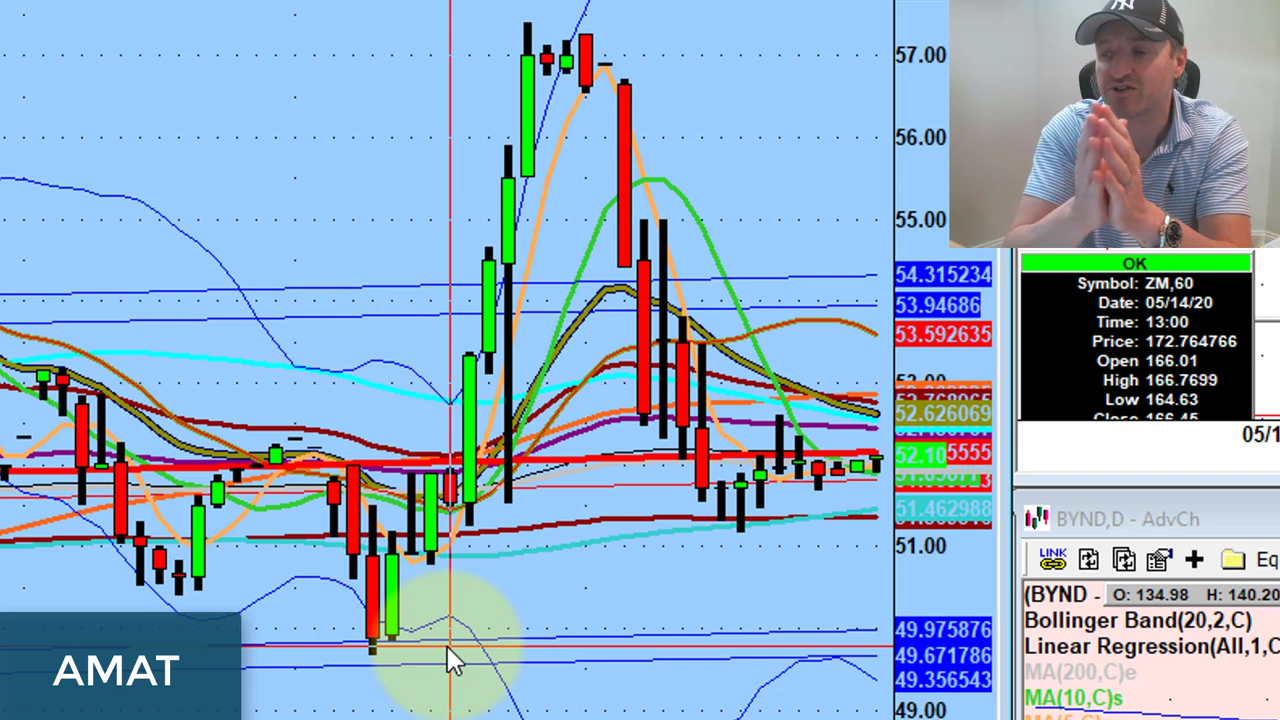 57.00
56.00
55.00
54.315234
53.94686
53.592635
52.626069
52.105555
51.462988
51.00
49.975876
49.671786
49.356543
49.00
OK
Symbol: ZM,60
Date: 05/14/20
Time: 13:00
Price: 172.764766
Open 166.01
High 166.7699
Low 164.63
05/1
BYND,D - AdvCh
LINK
Eq
(BYND - O: 134.98 H: 140.20
Bollinger Band(20,2,C)
Linear Regression(All,1,C
MA(200,C)e
MA(10,C)s
AMAT